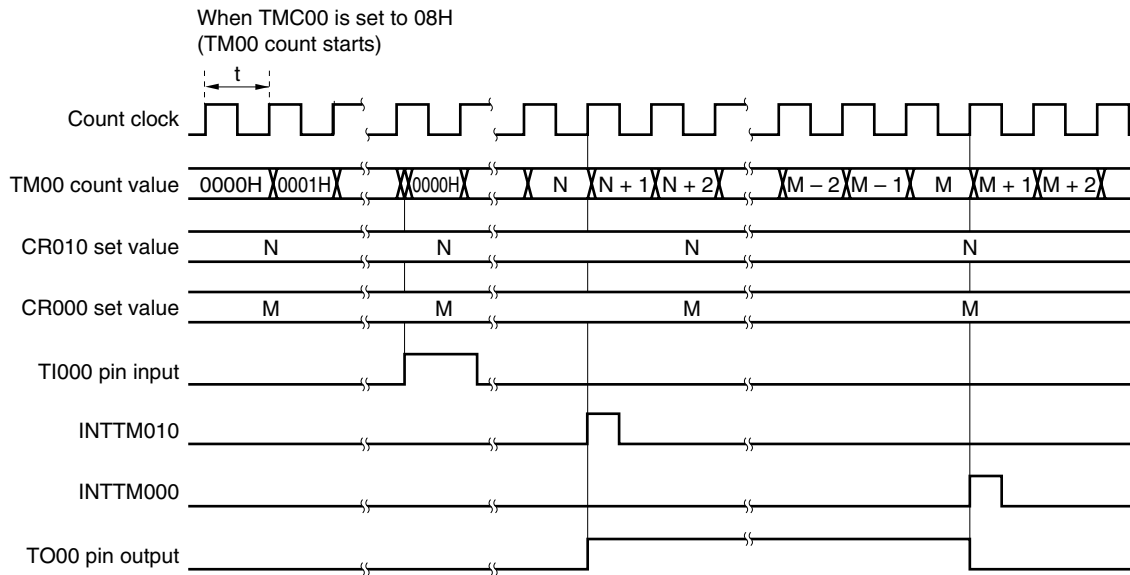 When TMC00 is set to 08H
(TM00 count starts)
t
Count clock
TM00 count value 0000H 0001H 0000H N N + 1 N + 2 M – 2 M – 1 M M + 1 M + 2
CR010 set value N N N N
CR000 set value M M M M
TI000 pin input
INTTM010
INTTM000
TO00 pin output